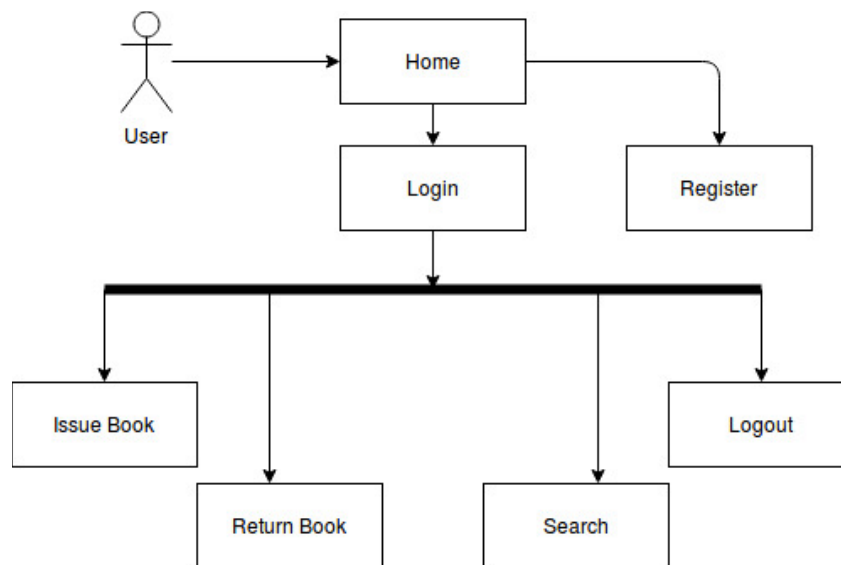 Home
User
Login
Register
Issue Book
Logout
Return Book
Search